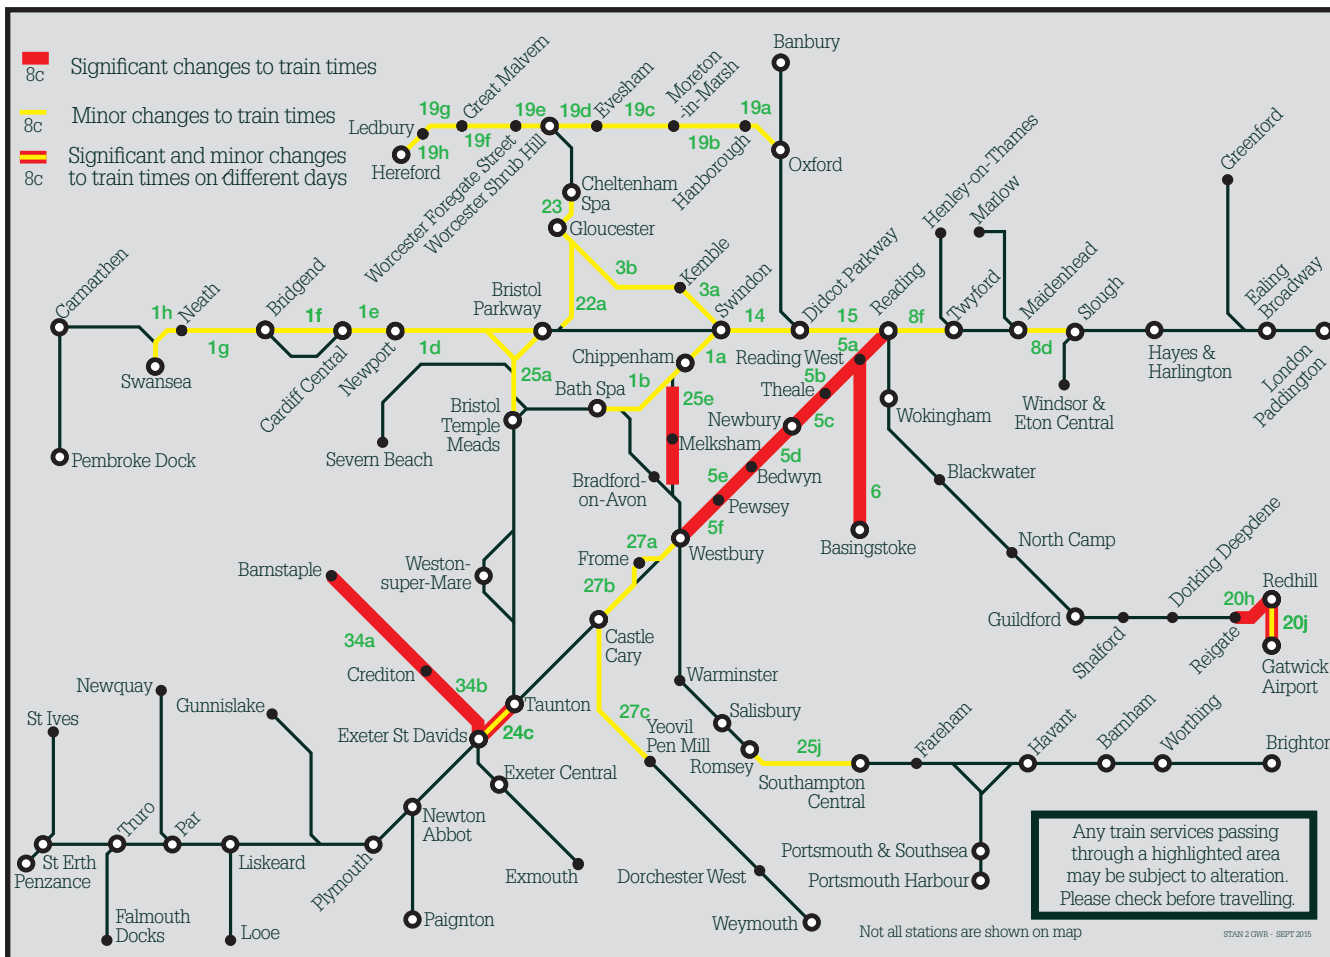 8c
Significant changes to train times
8c
Minor changes to train times
8c
Significant and minor changes
to train times on different days
Banbury
19g
Great Malvern
19e
19d
Evesham
19c
Moreton
-in-Marsh
19a
Ledbury
19f
19b
19h
Hereford
Worcester Foregate Street
Worcester Shrub Hill
Hanborough
Oxford
Henley-on-Thames
Marlow
Greenford
Cheltenham
Spa
23
Gloucester
Carmarthen
1h
Neath
Bridgend
1f
1e
Bristol
Parkway
22a
3b
Kemble
3a
Swindon
14
Didcot Parkway
15
Reading
8f
Twyford
Maidenhead
Slough
Ealing
Broadway
1g
Swansea
Cardiff Central
Newport
1d
25a
Chippenham
1a
Reading West
5a
8d
Hayes &
Harlington
London
Paddington
Bath Spa
1b
25e
Theale
5b
Windsor &
Eton Central
Bristol
Temple
Meads
Newbury
5c
Wokingham
Pembroke Dock
Severn Beach
Melksham
5d
Bradford-
on-Avon
5e
Bedwyn
6
Blackwater
Pewsey
5f
Basingstoke
27a
Westbury
North Camp
Dorking Deepdene
Barnstaple
Weston-
super-Mare
Frome
27b
Redhill
20h
20j
Guildford
Shalford
Reigate
Gatwick
Airport
34a
Castle
Cary
Crediton
34b
Warminster
Newquay
Gunnislake
St Ives
Taunton
27c
Salisbury
Yeovil
Pen Mill
Exeter St Davids
24c
Romsey
25j
Fareham
Havant
Barnham
Worthing
Brighton
Exeter Central
Southampton
Central
Truro
Par
Newton
Abbot
St Erth
Penzance
Liskeard
Plymouth
Exmouth
Dorchester West
Portsmouth & Southsea
Portsmouth Harbour
Falmouth
Docks
Looe
Paignton
Weymouth
Any train services passing
through a highlighted area
may be subject to alteration.
Please check before travelling.
Not all stations are shown on map
STAN 2 GWR - SEPT 2015